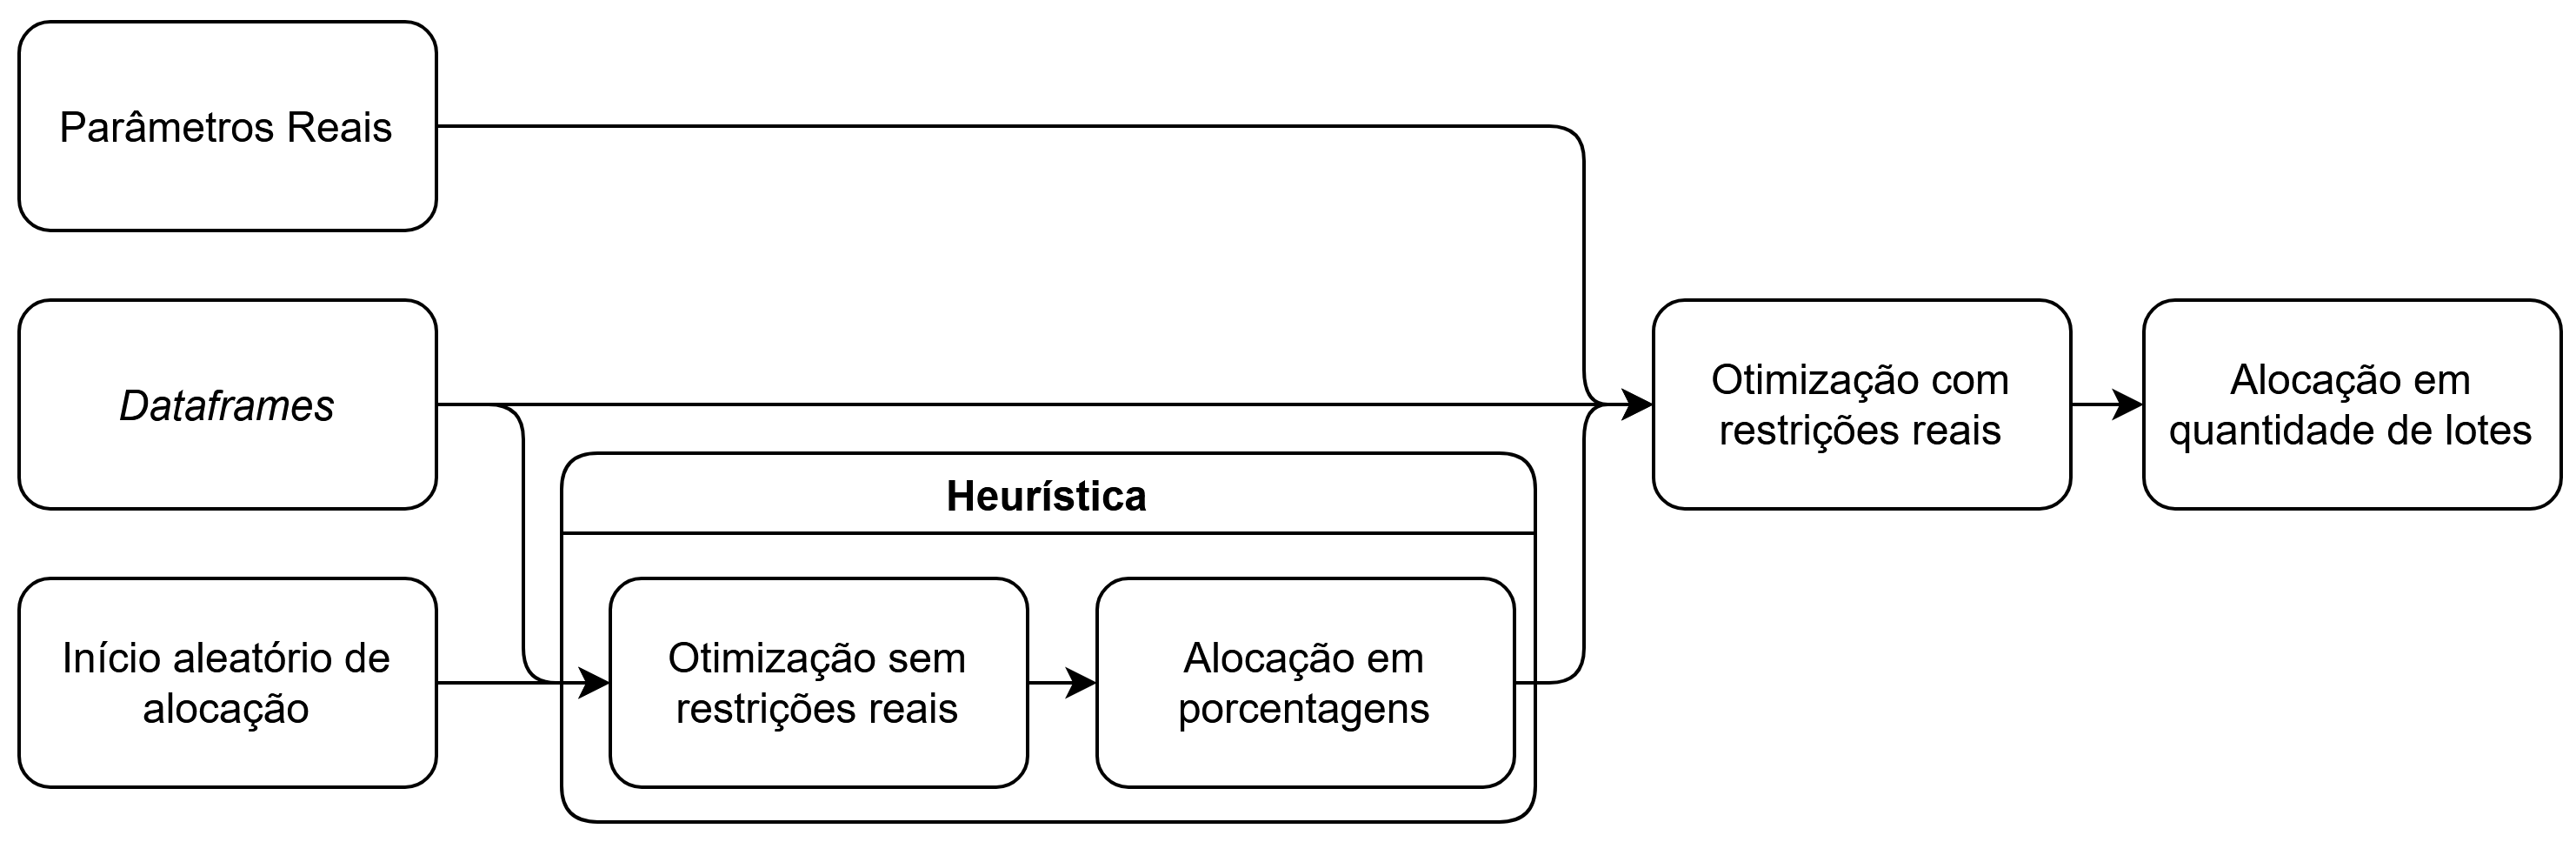 Parâmetros Reais
Dataframes
Início aleatório de
alocação
Heurística
Otimização sem
restrições reais
Alocação em
porcentagens
Otimização com
restrições reais
Alocação em
quantidade de lotes